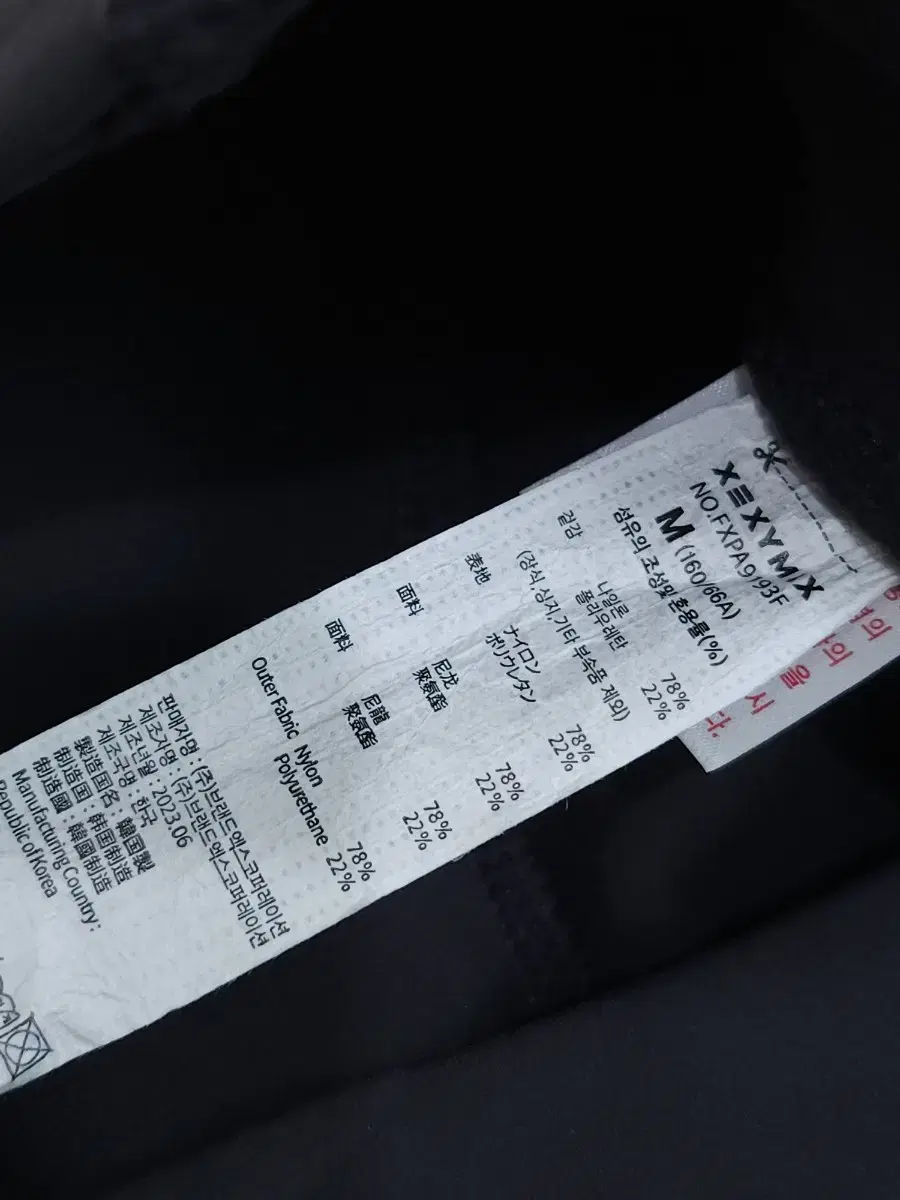 XEXYMIX
NO.FXPA9193F
M (160/66A)
섬유의 조성및 혼용률(%)
겉감 나일론 78%
폴리우레탄 22%
(장식,심지,기타 부속품 제외)
表地 ナイロン 78%
ポリウレタン 22%
面料 尼龙 78%
聚氨酯 22%
面料 尼龍 78%
聚氨酯 22%
Outer Fabric Nylon 78%
Polyurethane 22%
판매자명 : (주)브랜드엑스코퍼레이션
제조자명 : (주)브랜드엑스코퍼레이션
제조년월 : 2023.06
제조국명 : 한국
製造国名 : 韓国製
制造国 : 韩国制造
制造國 : 韓國制造
Manufacturing Country :
Republic of Korea